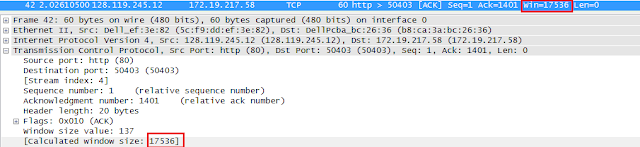 42 2.02610500 128.119.245.12 172.19.217.58 TCP 60 http > 50403 [ACK] Seq=1 Ack=1401 Win=17536 Len=0
Frame 42: 60 bytes on wire (480 bits), 60 bytes captured (480 bits) on interface 0
Ethernet II, Src: Dell_ef:3e:82 (5c:f9:dd:ef:3e:82), Dst: DellPcba_bc:26:36 (b8:ca:3a:bc:26:36)
Internet Protocol Version 4, Src: 128.119.245.12 (128.119.245.12), Dst: 172.19.217.58 (172.19.217.58)
Transmission Control Protocol, Src Port: http (80), Dst Port: 50403 (50403), Seq: 1, Ack: 1401, Len: 0
Source port: http (80)
Destination port: 50403 (50403)
[Stream index: 4]
Sequence number: 1 (relative sequence number)
Acknowledgment number: 1401 (relative ack number)
Header length: 20 bytes
Flags: 0x010 (ACK)
Window size value: 137
[Calculated window size: 17536]